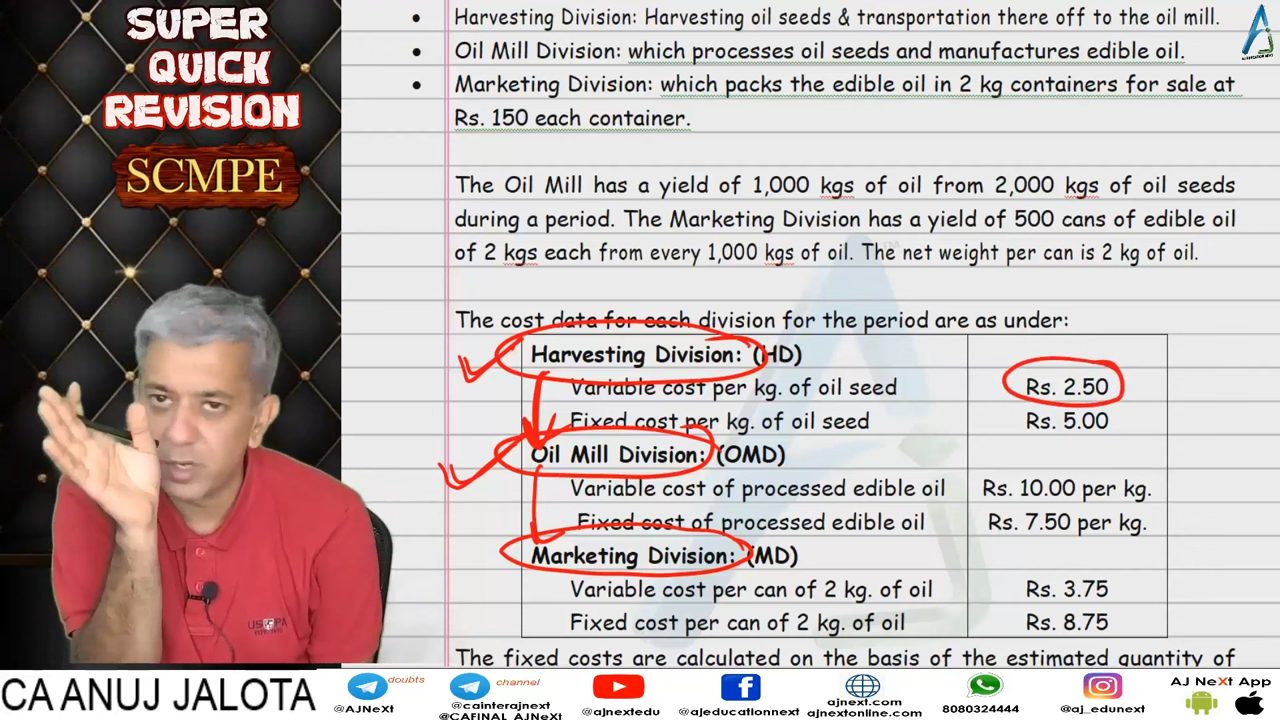 SUPER
QUICK
REVISION
SCMPE
• Harvesting Division: Harvesting oil seeds & transportation there off to the oil mill.
• Oil Mill Division: which processes oil seeds and manufactures edible oil.
• Marketing Division: which packs the edible oil in 2 kg containers for sale at
Rs. 150 each container.
The Oil Mill has a yield of 1,000 kgs of oil from 2,000 kgs of oil seeds
during a period. The Marketing Division has a yield of 500 cans of edible oil
of 2 kgs each from every 1,000 kgs of oil. The net weight per can is 2 kg of oil.
The cost data for each division for the period are as under:
Harvesting Division: (HD)
Variable cost per kg. of oil seed Rs. 2.50
Fixed cost per kg. of oil seed Rs. 5.00
Oil Mill Division: (OMD)
Variable cost of processed edible oil Rs. 10.00 per kg.
Fixed cost of processed edible oil Rs. 7.50 per kg.
Marketing Division: (MD)
Variable cost per can of 2 kg. of oil Rs. 3.75
Fixed cost per can of 2 kg. of oil Rs. 8.75
The fixed costs are calculated on the basis of the estimated quantity of
CA ANUJ JALOTA
doubts
@AJNeXt
channel
@cainterajnext
@CAFINAL_AJNeXt
@ajnextedu
@ajeducationnext
ajnext.com
ajnextonline.com
8080324444
@aj_edunext
AJ NeXt App